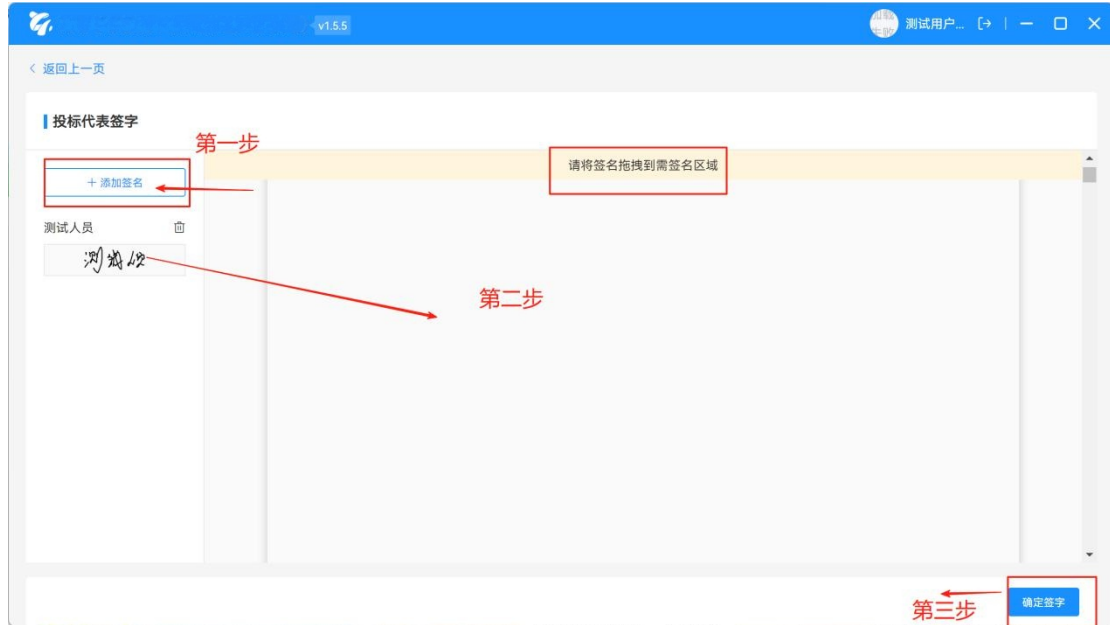 v1.5.5
测试用户...
返回上一页
投标代表签字
第一步
请将签名拖拽到需签名区域
+ 添加签名
测试人员
第二步
确定签字
第三步